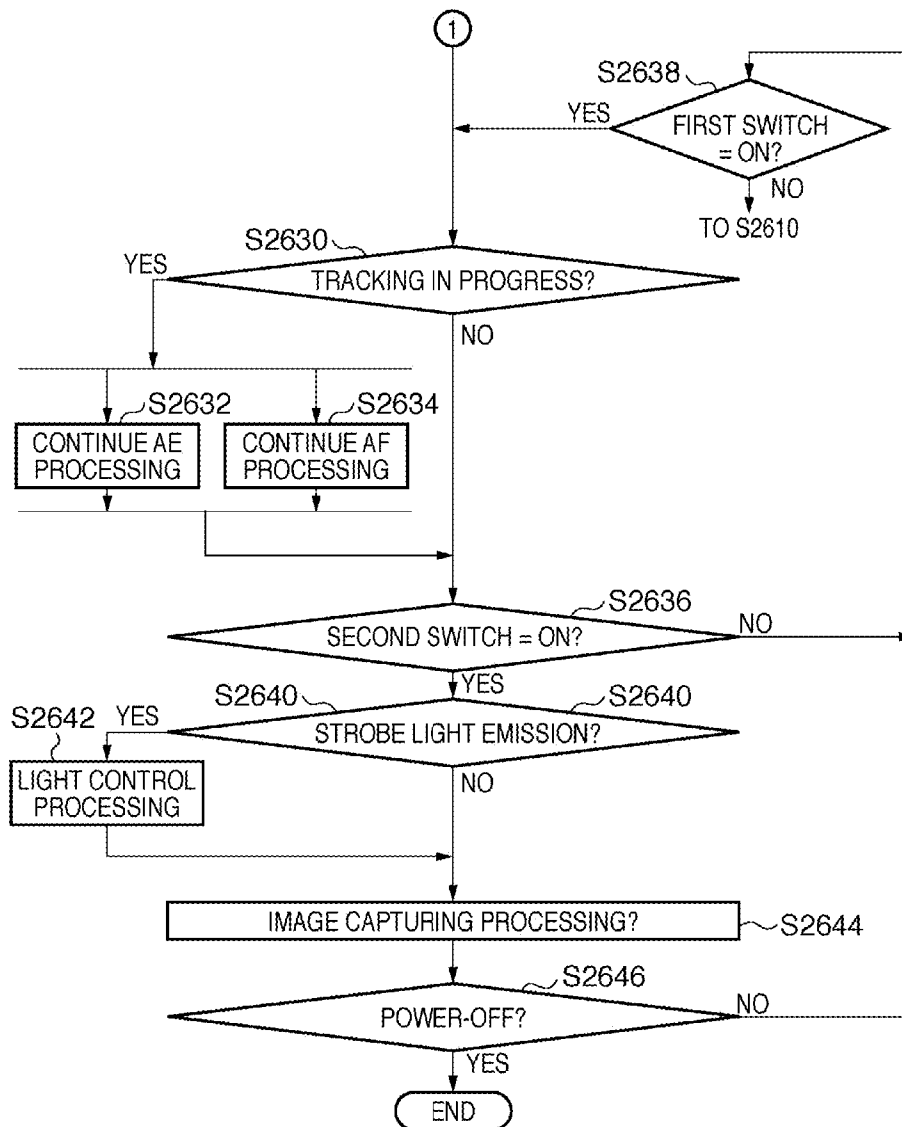 1
S2638
YES
FIRST SWITCH
= ON?
NO
TO S2610
S2630
YES
TRACKING IN PROGRESS?
NO
S2632
S2634
CONTINUE AE
PROCESSING
CONTINUE AF
PROCESSING
S2636
SECOND SWITCH = ON?
NO
YES
S2640
S2640
S2642
YES
STROBE LIGHT EMISSION?
NO
LIGHT CONTROL
PROCESSING
IMAGE CAPTURING PROCESSING?
S2644
S2646
POWER-OFF?
NO
YES
END